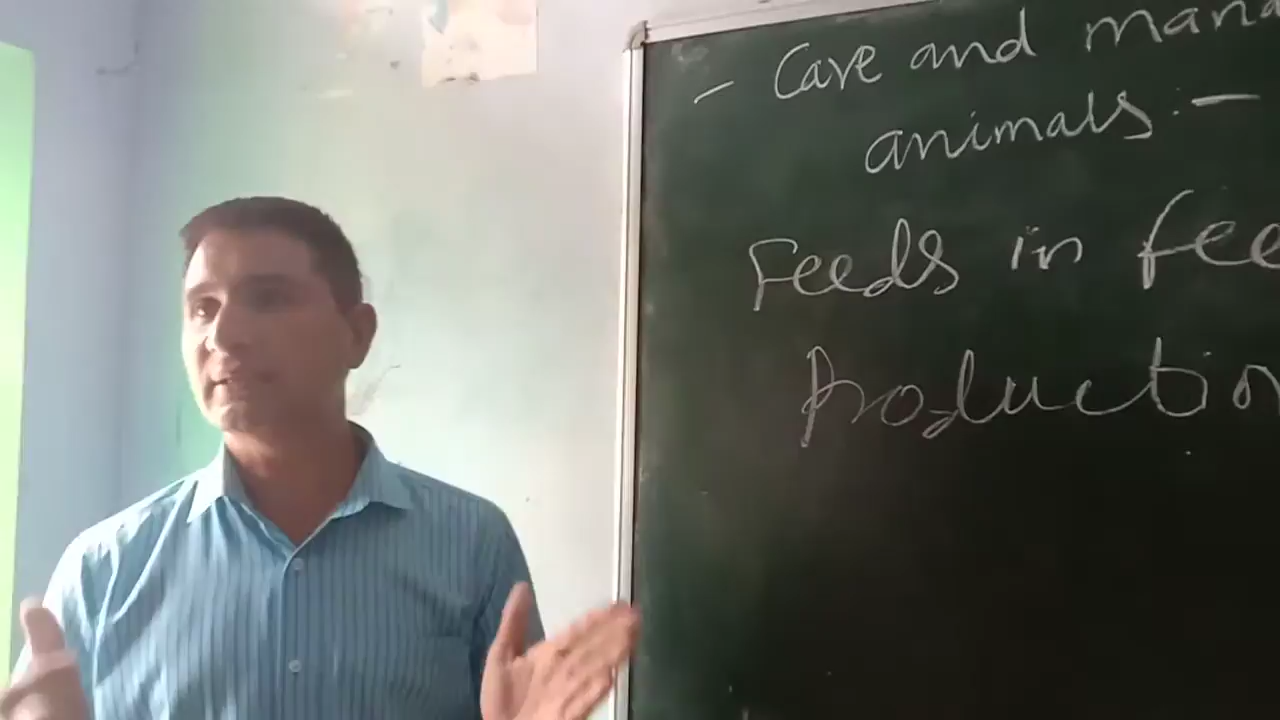 - Care and mana
animals :-
Feeds in fee
Production